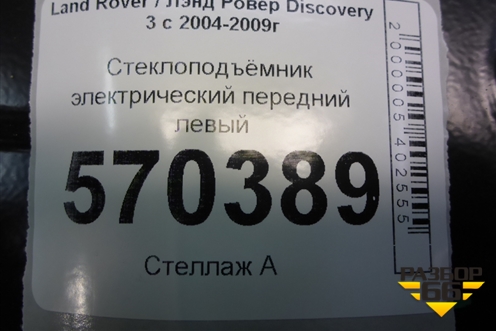 Land Rover / Лэнд Ровер Discovery
3 с 2004-2009г
Стеклоподъёмник
электрический передний
левый
570389
Стеллаж А
2000005402555
РАЗБОР
66